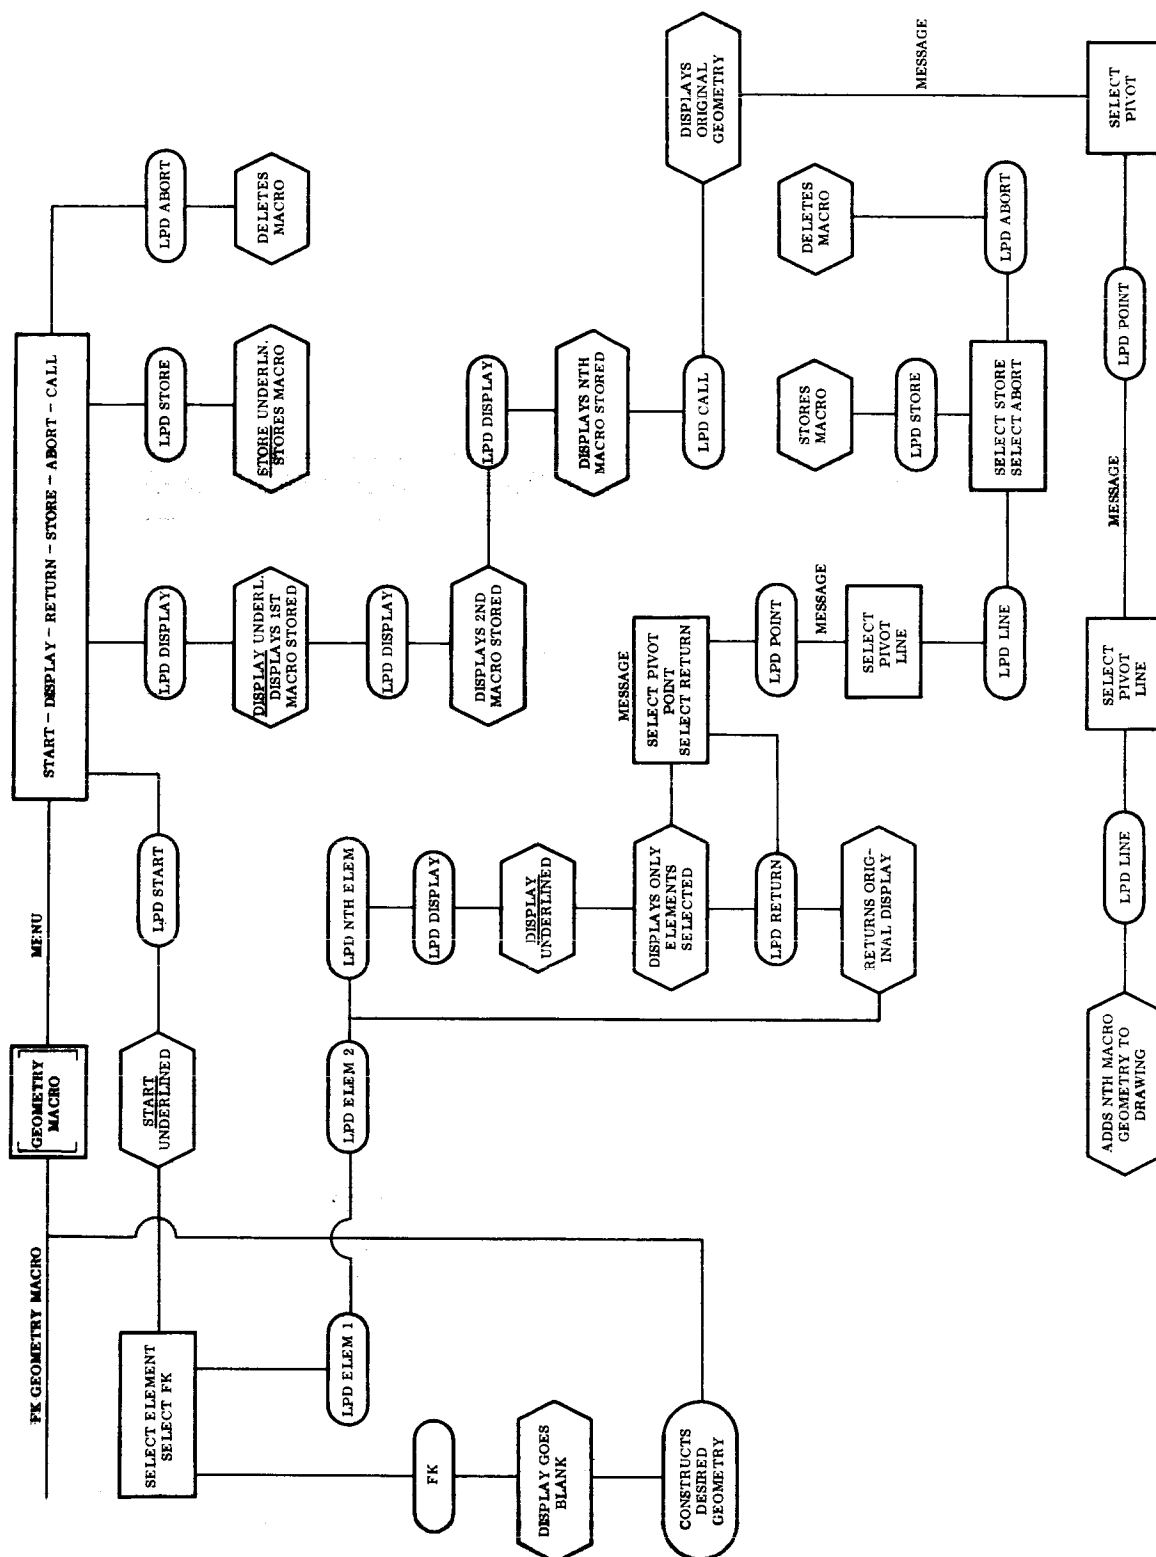 FK GEOMETRY MACRO
GEOMETRY
MACRO
MENU
START - DISPLAY - RETURN - STORE - ABORT - CALL
SELECT ELEMENT
SELECT FK
START
UNDERLINED
LPD START
LPD DISPLAY
LPD STORE
LPD ABORT
DISPLAY UNDERL.
DISPLAYS 1ST
MACRO STORED
STORE UNDERLN.
STORES MACRO
DELETES
MACRO
LPD ELEM 1
LPD ELEM 2
LPD NTH ELEM
LPD DISPLAY
FK
LPD DISPLAY
DISPLAYS 2ND
MACRO STORED
LPD DISPLAY
DISPLAY GOES
BLANK
DISPLAY
UNDERLINED
DISPLAYS NTH
MACRO STORED
CONSTRUCTS
DESIRED
GEOMETRY
DISPLAYS ONLY
ELEMENTS
SELECTED
MESSAGE
SELECT PIVOT
POINT
SELECT RETURN
LPD CALL
DISPLAYS
ORIGINAL
GEOMETRY
LPD RETURN
LPD POINT
MESSAGE
STORES
MACRO
DELETES
MACRO
RETURNS ORIG-
INAL DISPLAY
SELECT
PIVOT
LINE
LPD STORE
MESSAGE
LPD LINE
SELECT STORE
SELECT ABORT
LPD ABORT
ADDS NTH MACRO
GEOMETRY TO
DRAWING
LPD LINE
SELECT
PIVOT
LINE
MESSAGE
LPD POINT
SELECT
PIVOT